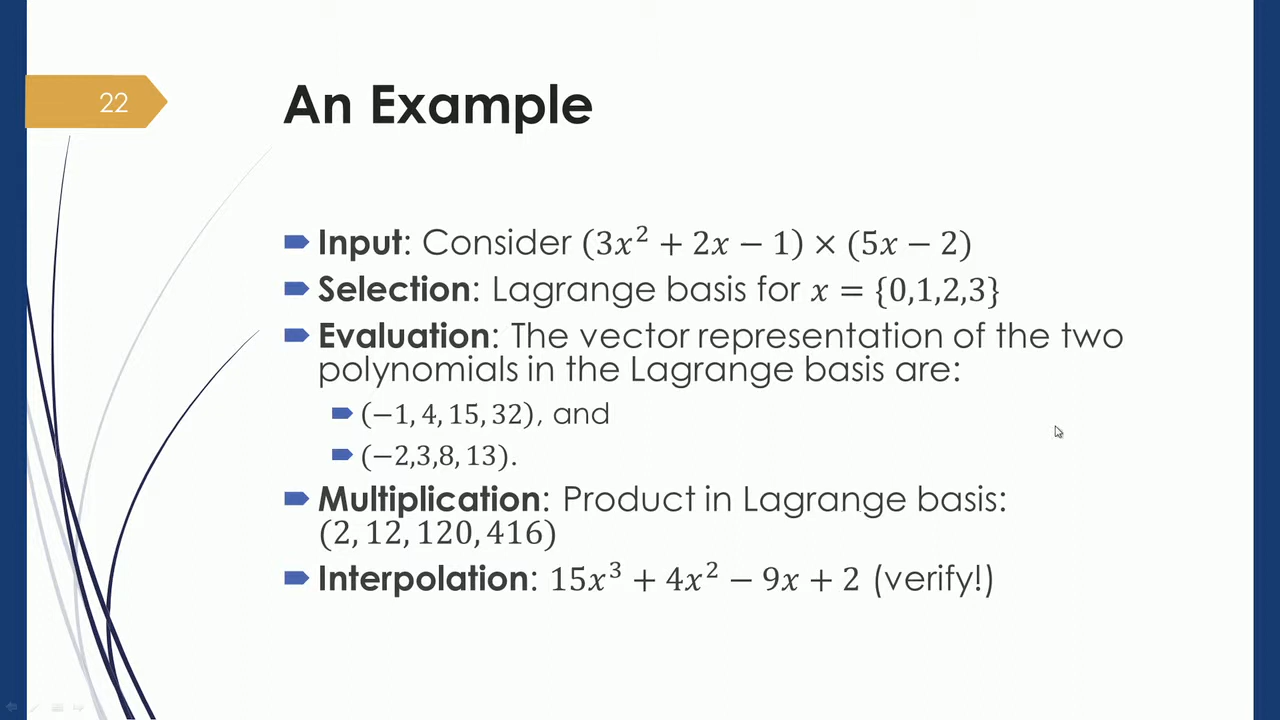 22
An Example
Input: Consider (3x² + 2x − 1) × (5x − 2)
Selection: Lagrange basis for x = {0,1,2,3}
Evaluation: The vector representation of the two
polynomials in the Lagrange basis are:
(−1, 4, 15, 32), and
(−2,3,8, 13).
Multiplication: Product in Lagrange basis:
(2, 12, 120, 416)
Interpolation: 15x³ + 4x² − 9x + 2 (verify!)